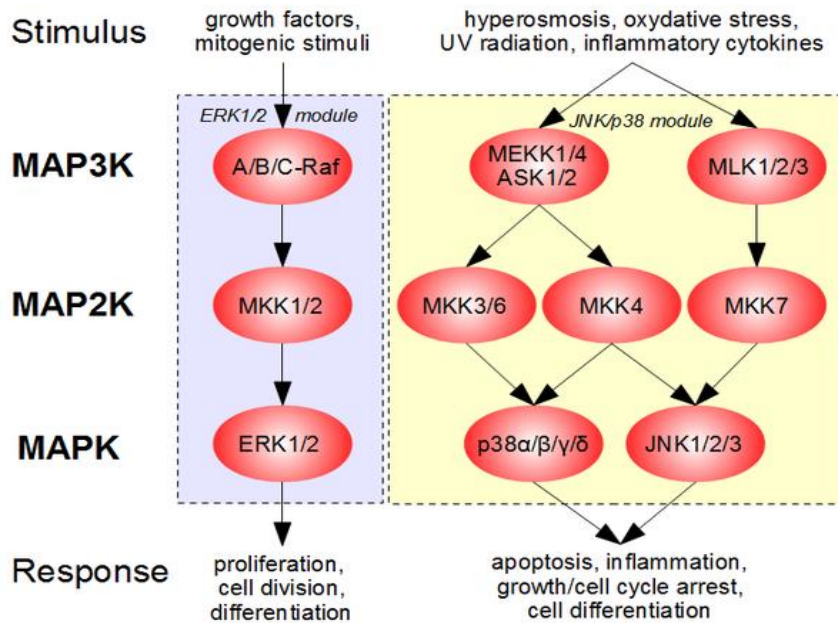 Stimulus
growth factors,
mitogenic stimuli
hyperosmosis, oxydative stress,
UV radiation, inflammatory cytokines
ERK1/2 module
JNK/p38 module
MAP3K
A/B/C-Raf
MEKK1/4
ASK1/2
MLK1/2/3
MAP2K
MKK1/2
MKK3/6
MKK4
MKK7
MAPK
ERK1/2
p38α/β/γ/δ
JNK1/2/3
Response
proliferation,
cell division,
differentiation
apoptosis, inflammation,
growth/cell cycle arrest,
cell differentiation